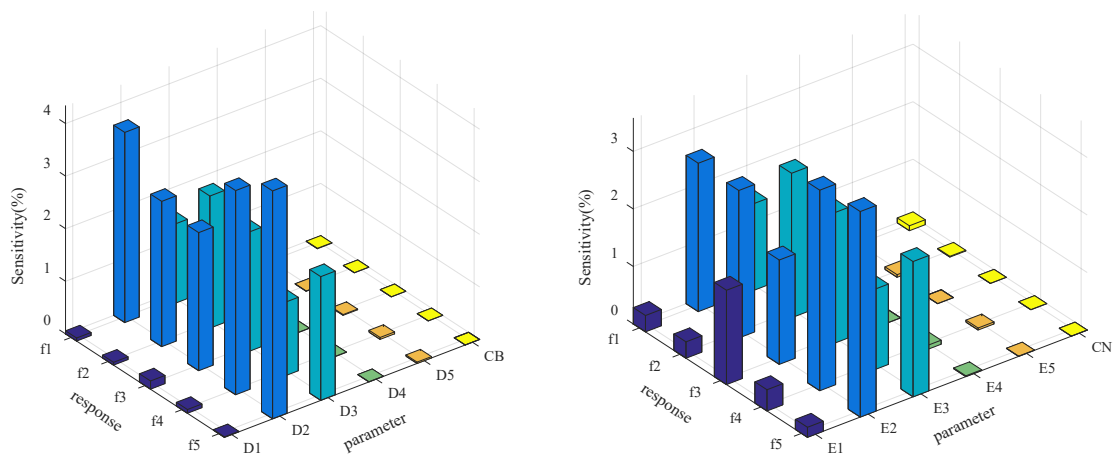 4
3
2
1
0
Sensitivity(%)
f1
f2
f3
f4
f5
response
D1
D2
D3
D4
D5
CB
parameter
3
2
1
0
Sensitivity(%)
f1
f2
f3
f4
f5
response
E1
E2
E3
E4
E5
CN
parameter